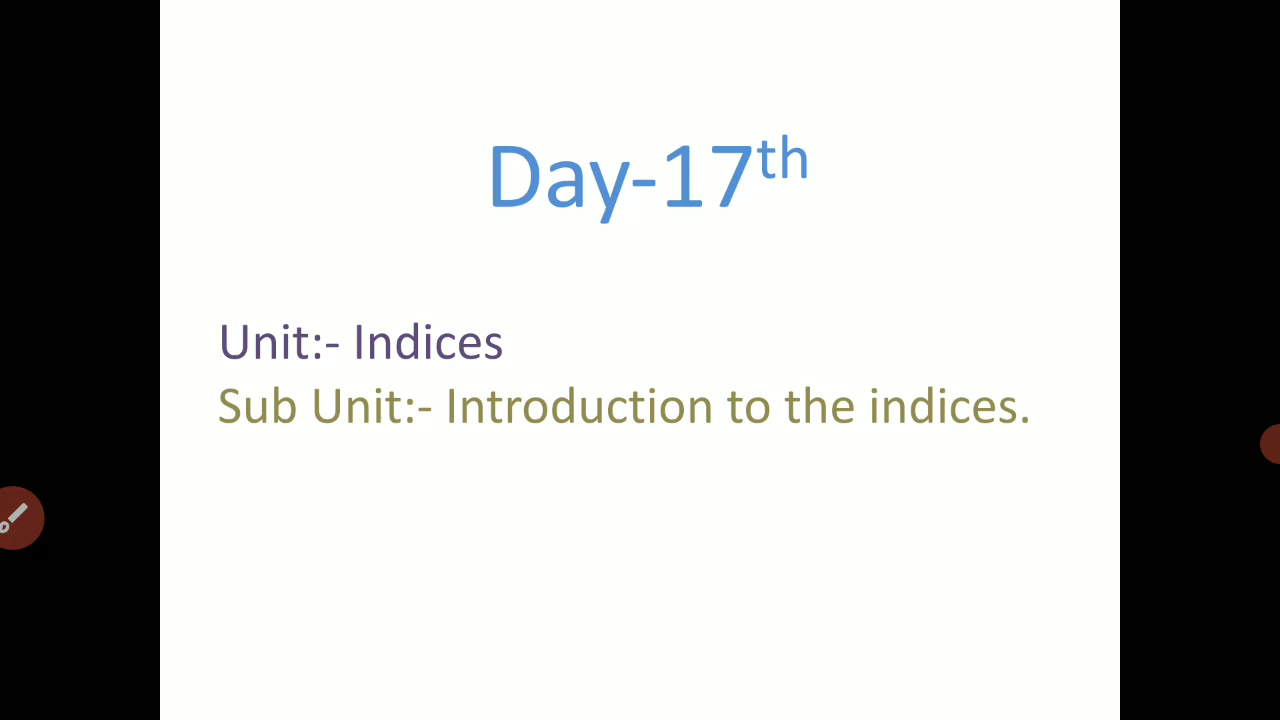 Day-17th
Unit:- Indices
Sub Unit:- Introduction to the indices.